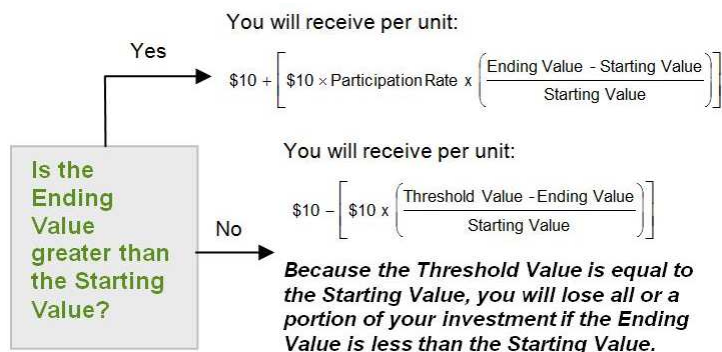 You will receive per unit:
Yes
$10 + [ $10 × Participation Rate x ( Ending Value - Starting Value / Starting Value ) ]
Is the
Ending
Value
greater than
the Starting
Value?
You will receive per unit:
No
$10 – [ $10 x ( Threshold Value - Ending Value / Starting Value ) ]
Because the Threshold Value is equal to
the Starting Value, you will lose all or a
portion of your investment if the Ending
Value is less than the Starting Value.